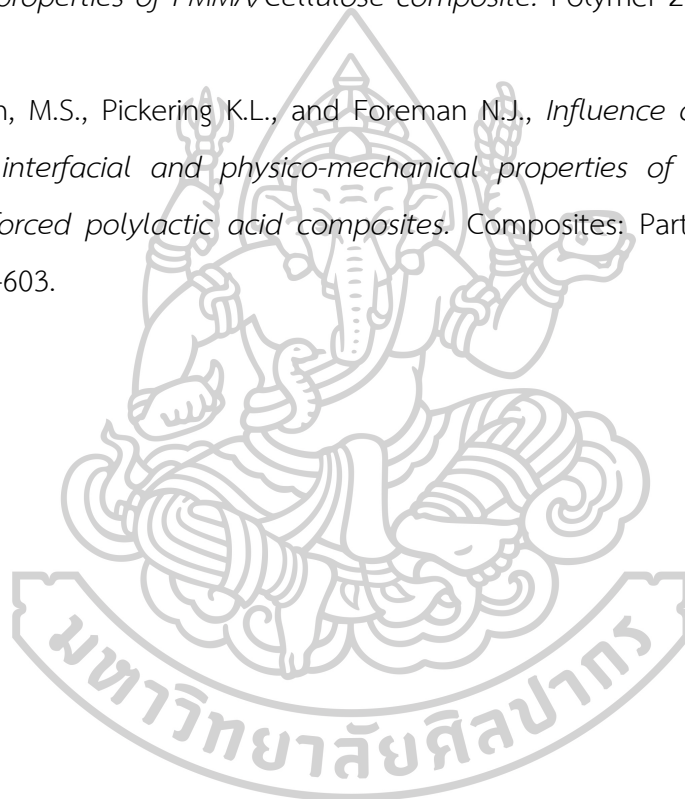 properties of PMMA/Cellulose composite. Polymer 2
M.S., Pickering K.L., and Foreman N.J., Influence
interfacial and physico-mechanical properties of
forced polylactic acid composites. Composites: Part
-603.
มหาวิทยาลัยศิลปากร